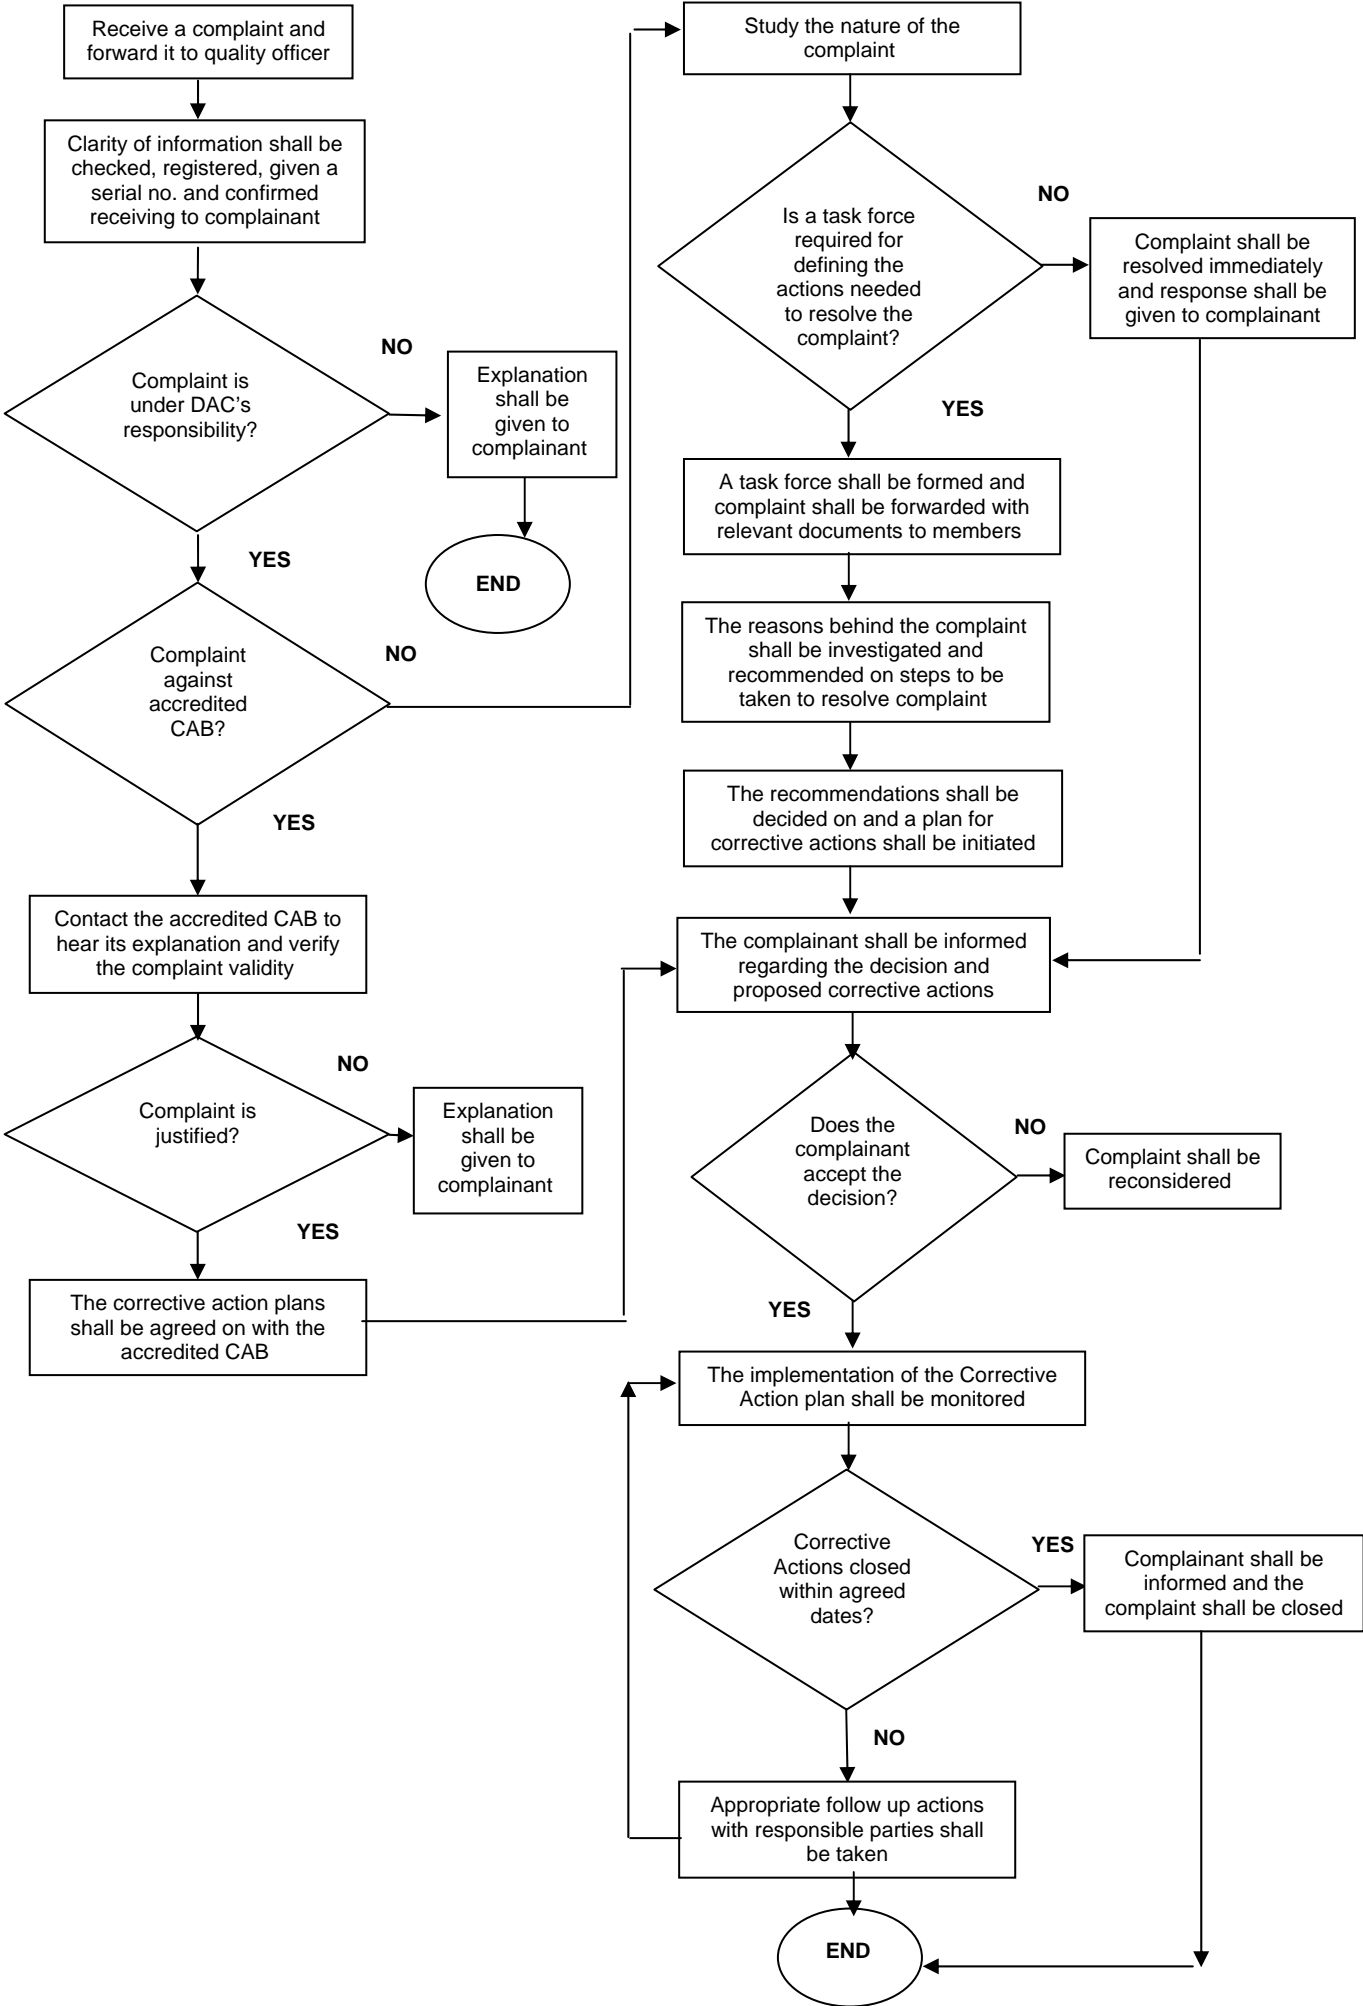 Receive a complaint and
forward it to quality officer
Clarity of information shall be
checked, registered, given a
serial no. and confirmed
receiving to complainant
Complaint is
under DAC’s
responsibility?
NO
Explanation
shall be
given to
complainant
END
YES
Complaint
against
accredited
CAB?
NO
YES
Contact the accredited CAB to
hear its explanation and verify
the complaint validity
Complaint is
justified?
NO
Explanation
shall be
given to
complainant
YES
The corrective action plans
shall be agreed on with the
accredited CAB
Study the nature of the
complaint
Is a task force
required for
defining the
actions needed
to resolve the
complaint?
NO
Complaint shall be
resolved immediately
and response shall be
given to complainant
YES
A task force shall be formed and
complaint shall be forwarded with
relevant documents to members
The reasons behind the complaint
shall be investigated and
recommended on steps to be
taken to resolve complaint
The recommendations shall be
decided on and a plan for
corrective actions shall be initiated
The complainant shall be informed
regarding the decision and
proposed corrective actions
Does the
complainant
accept the
decision?
NO
Complaint shall be
reconsidered
YES
The implementation of the Corrective
Action plan shall be monitored
Corrective
Actions closed
within agreed
dates?
YES
Complainant shall be
informed and the
complaint shall be closed
NO
Appropriate follow up actions
with responsible parties shall
be taken
END